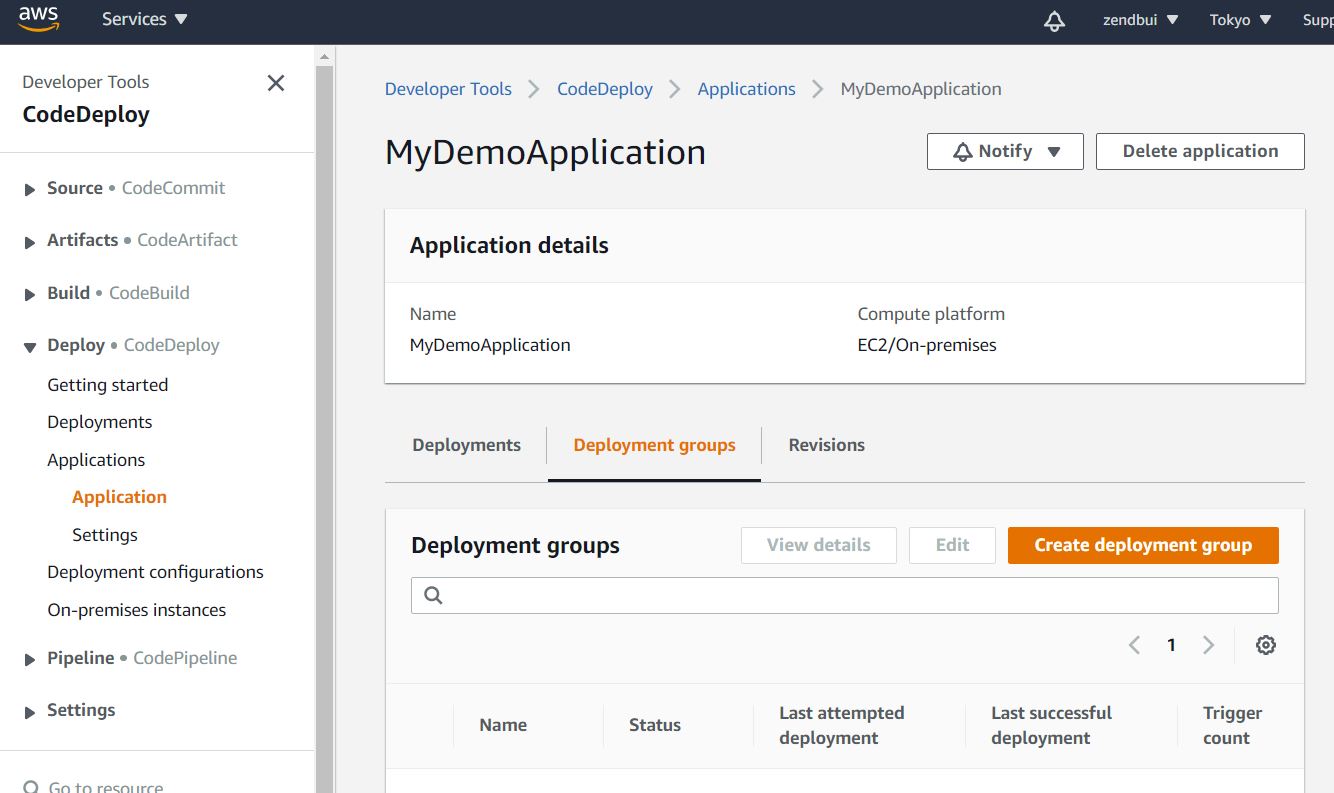 aws
Services
zendbui
Tokyo
Supp
Developer Tools
CodeDeploy
Source • CodeCommit
Artifacts • CodeArtifact
Build • CodeBuild
Deploy • CodeDeploy
Getting started
Deployments
Applications
Application
Settings
Deployment configurations
On-premises instances
Pipeline • CodePipeline
Settings
Go to resource
Developer Tools
CodeDeploy
Applications
MyDemoApplication
MyDemoApplication
Notify
Delete application
Application details
Name
MyDemoApplication
Compute platform
EC2/On-premises
Deployments
Deployment groups
Revisions
Deployment groups
View details
Edit
Create deployment group
1
Name
Status
Last attempted
deployment
Last successful
deployment
Trigger
count